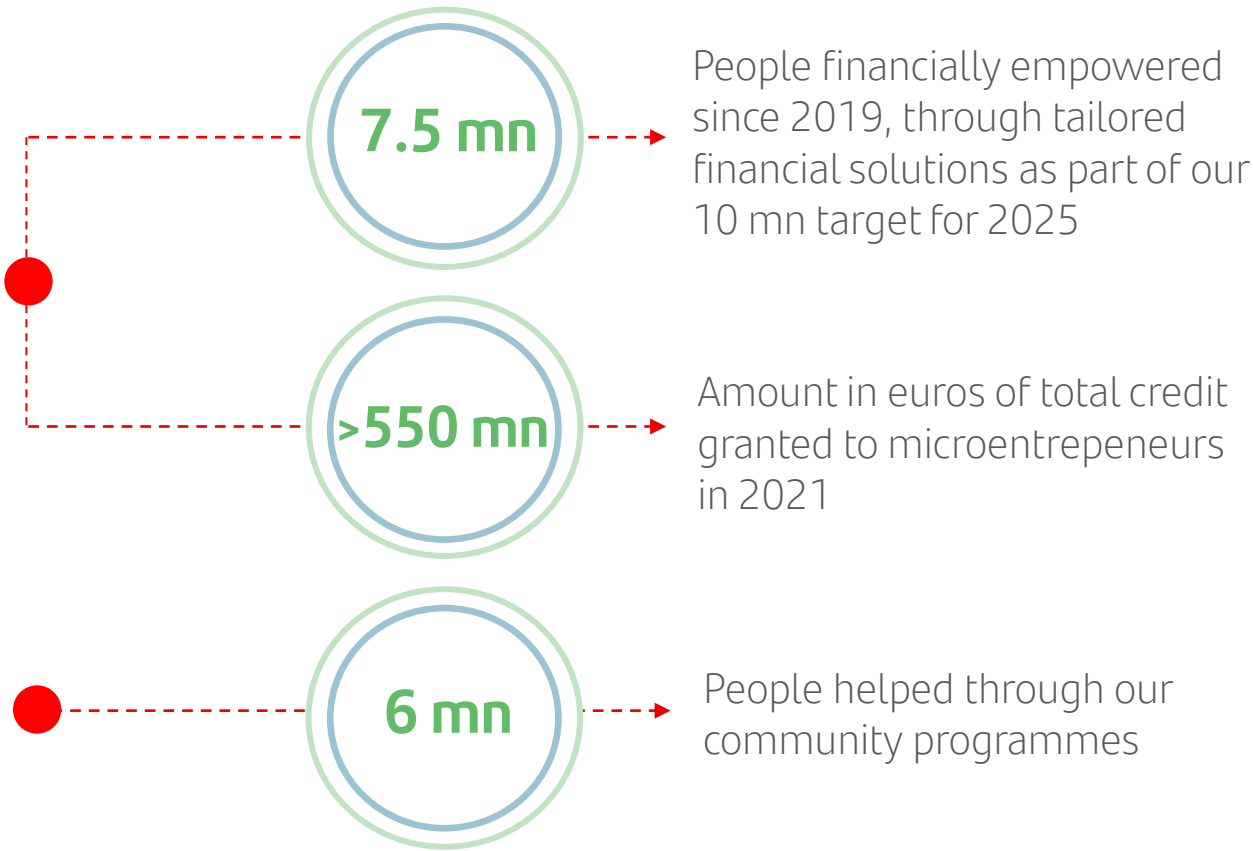 7.5 mn
People financially empowered
since 2019, through tailored
financial solutions as part of our
10 mn target for 2025
>550 mn
Amount in euros of total credit
granted to microentrepeneurs
in 2021
6 mn
People helped through our
community programmes